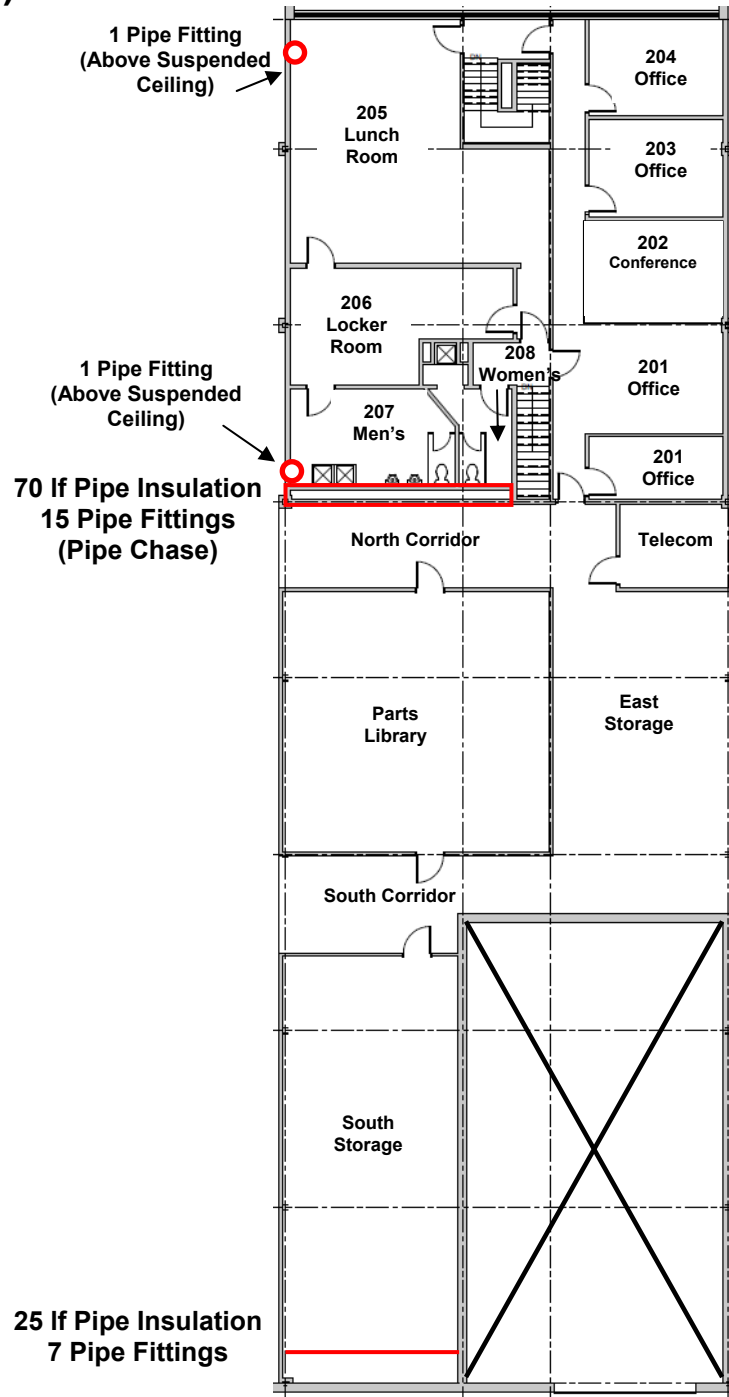 )
1 Pipe Fitting
(Above Suspended
Ceiling)
DN
204
Office
205
Lunch
Room
203
Office
202
Conference
206
Locker
Room
1 Pipe Fitting
(Above Suspended
Ceiling)
208
Women's
201
Office
DN
207
Men's
201
Office
70 lf Pipe Insulation
15 Pipe Fittings
(Pipe Chase)
North Corridor
Telecom
Parts
Library
East
Storage
South Corridor
South
Storage
25 lf Pipe Insulation
7 Pipe Fittings